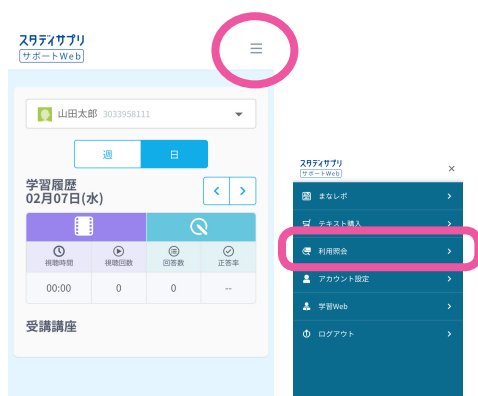 スタディサプリ
サポートWeb
山田太郎 3033958111
週 日
学習履歴
02月07日(水)
視聴時間 視聴回数 回答数 正答率
00:00 0 0 --
受講講座
スタディサプリ
サポートWeb
まなレポ
テキスト購入
利用照会
アカウント設定
学習Web
ログアウト